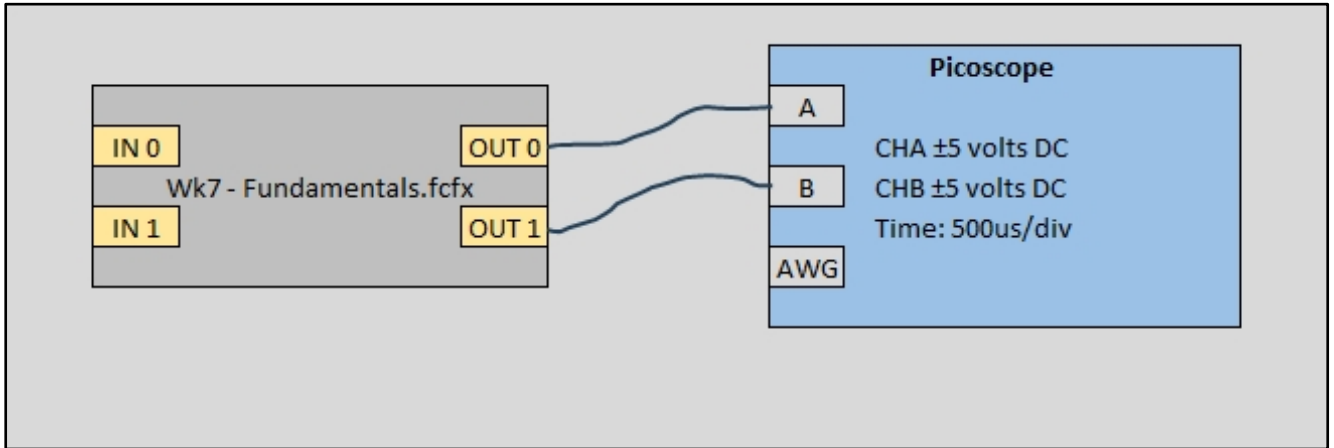 Picoscope
A
IN 0
OUT 0
CHA ±5 volts DC
Wk7 - Fundamentals.fcfx
B
CHB ±5 volts DC
IN 1
OUT 1
Time: 500us/div
AWG